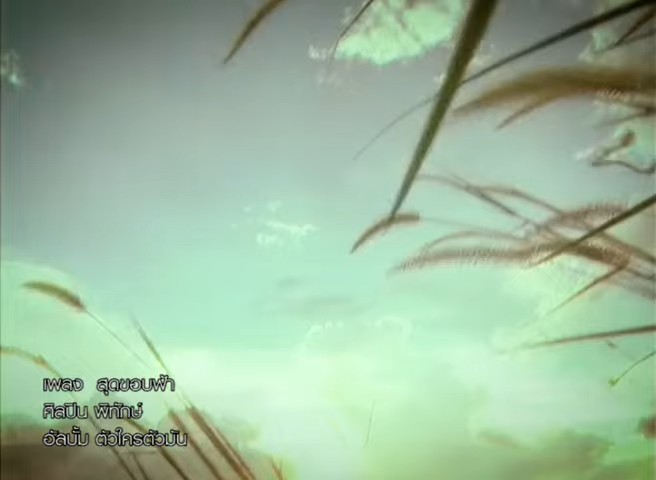 เพลง สุดขอบฟ้า
ศิลปิน พิทักษ์
อัลบั้ม ตัวใครตัวมัน